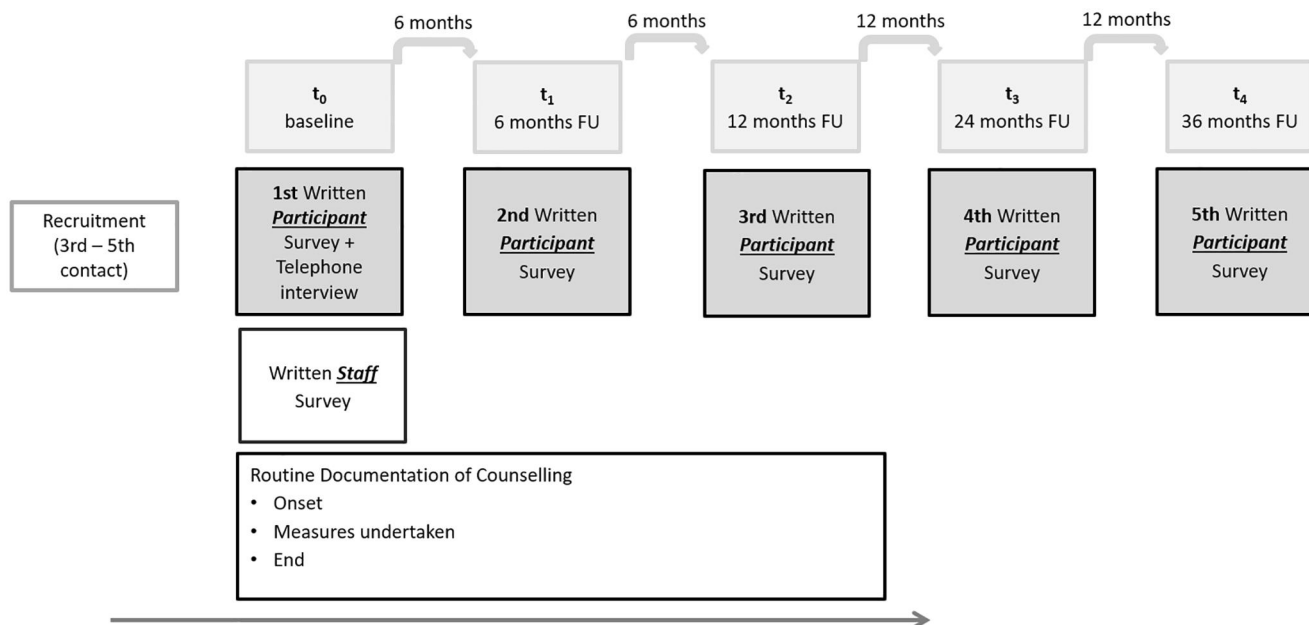 6 months
6 months
12 months
12 months
t₀
baseline
t₁
6 months FU
t₂
12 months FU
t₃
24 months FU
t₄
36 months FU
Recruitment
(3rd – 5th
contact)
1st Written
Participant
Survey +
Telephone
interview
2nd Written
Participant
Survey
3rd Written
Participant
Survey
4th Written
Participant
Survey
5th Written
Participant
Survey
Written Staff
Survey
Routine Documentation of Counselling
• Onset
• Measures undertaken
• End